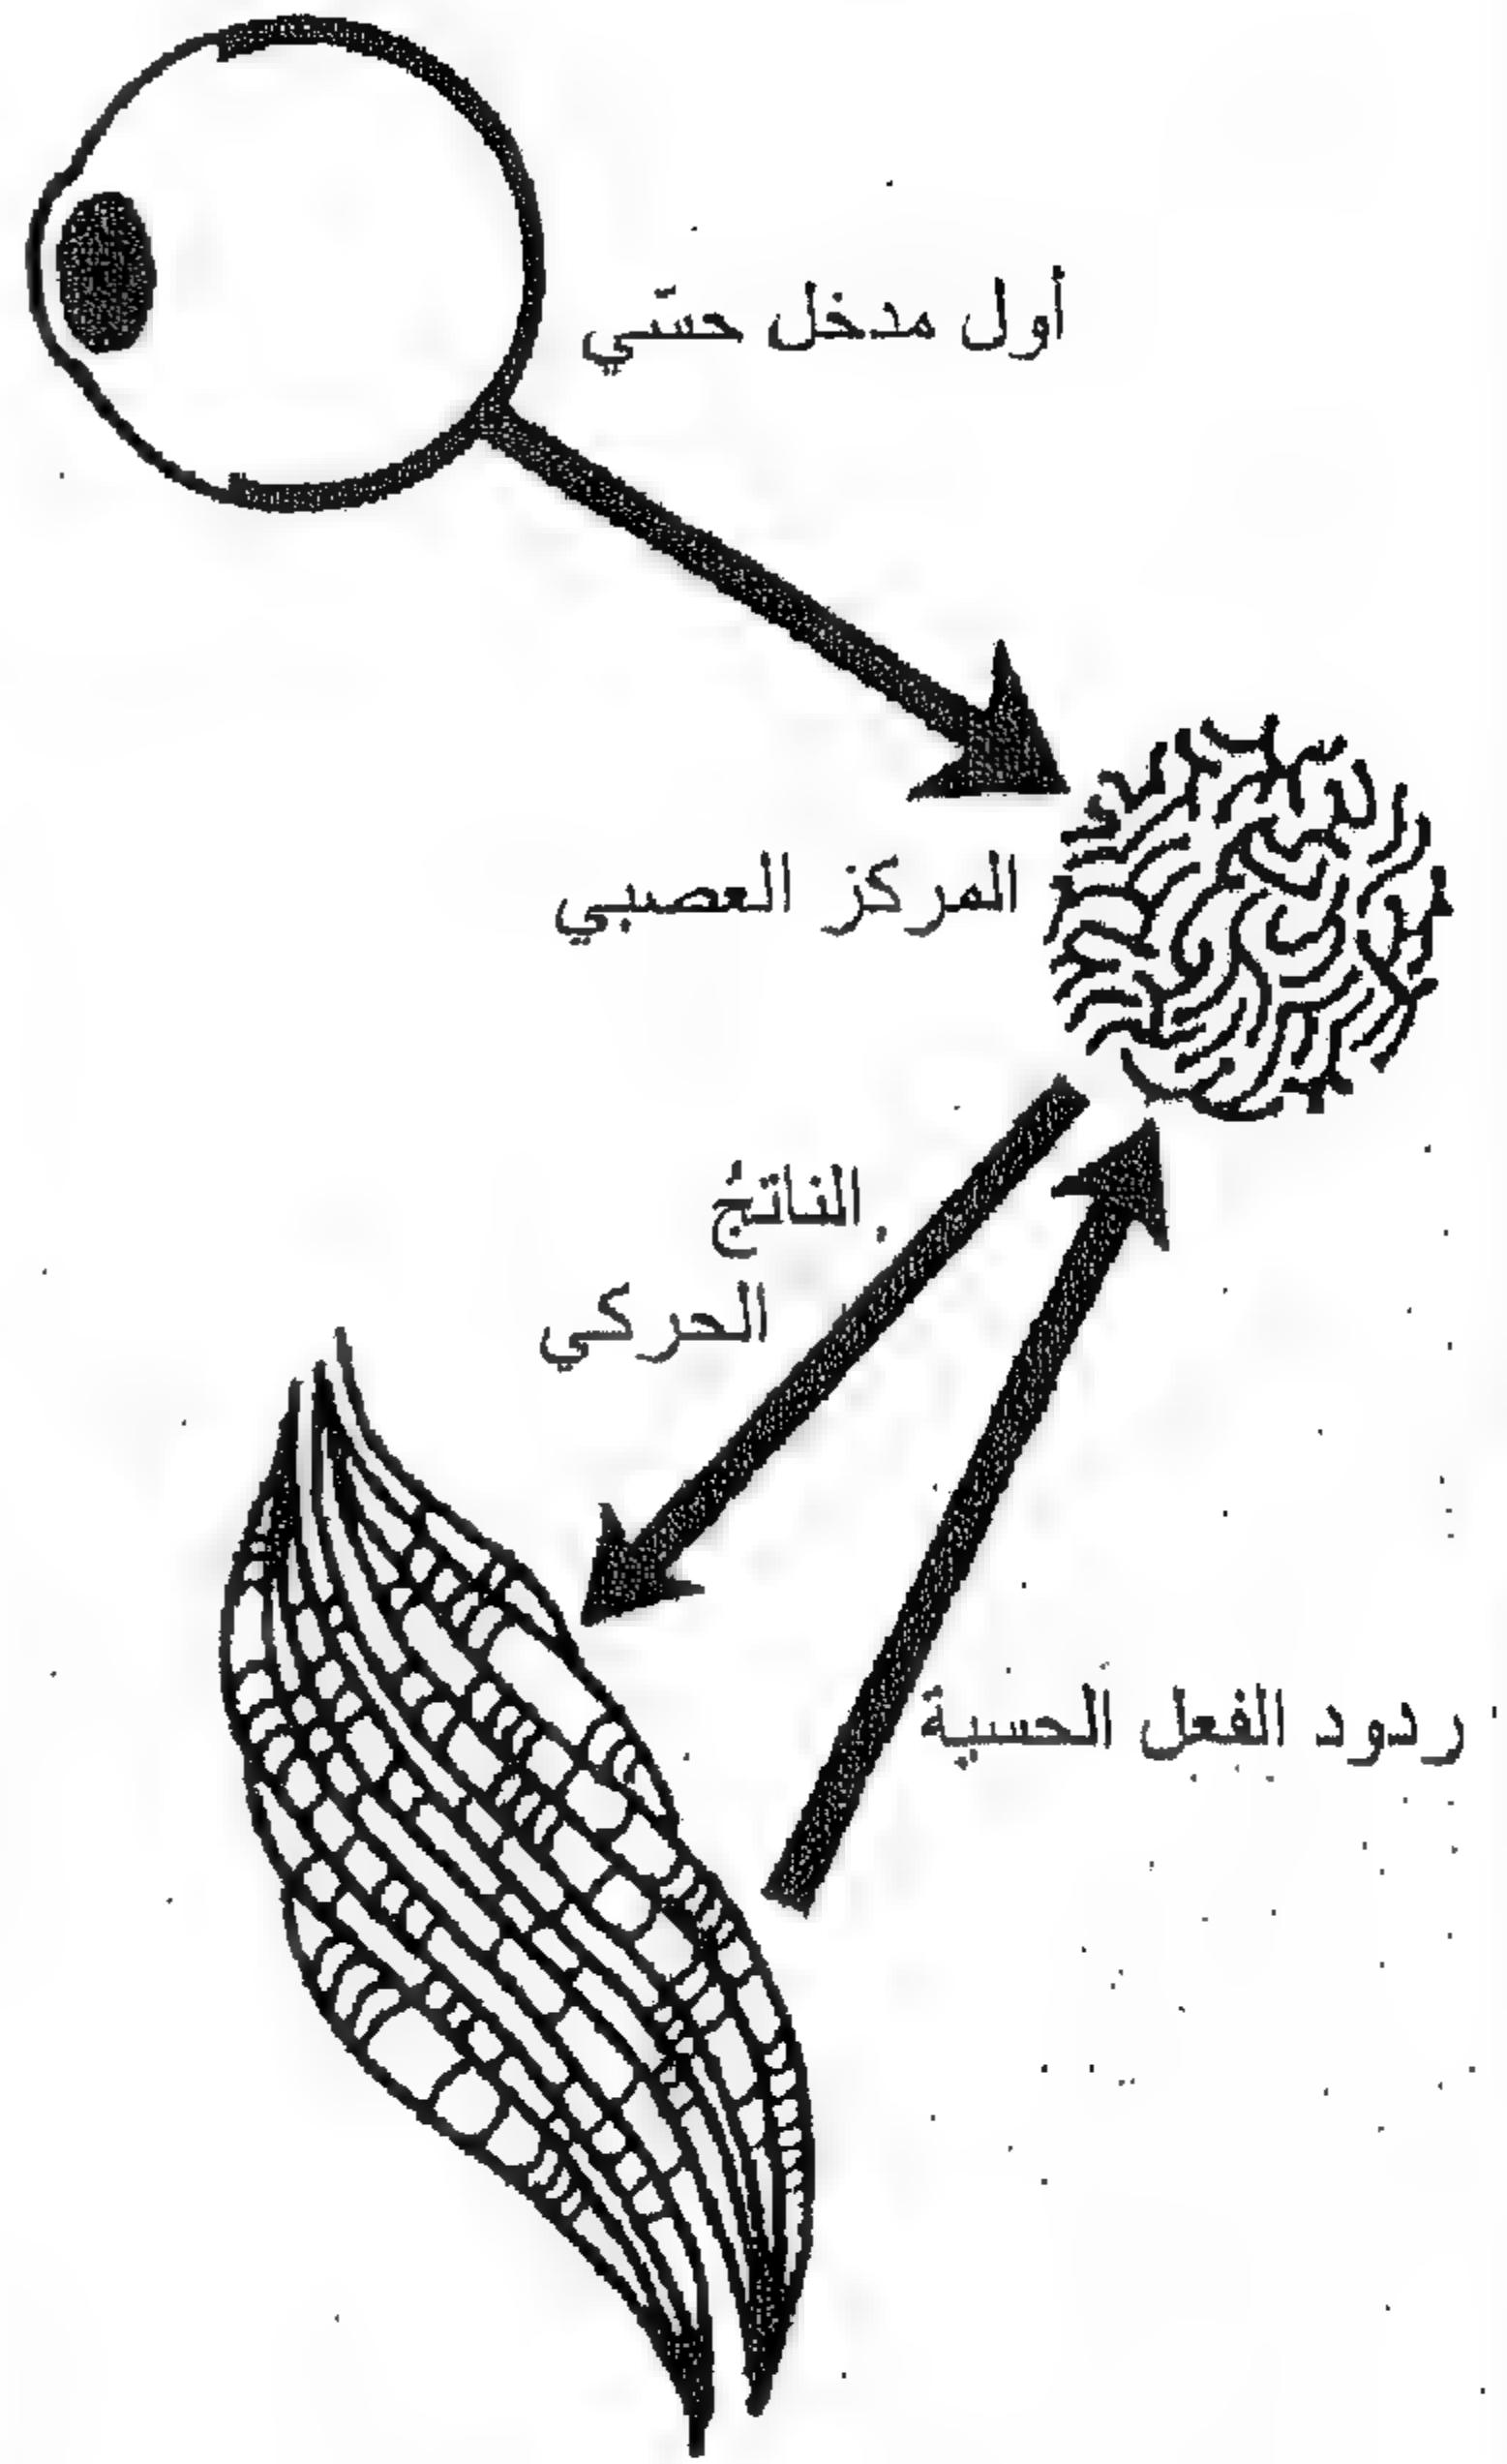 أول مدخل حسّي
المركز العصبي
الناتج
الحركي
ردود الفعل الحسية